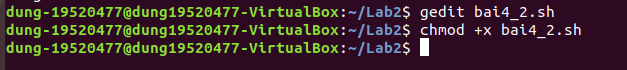 dung-19520477@dung19520477-VirtualBox:~/Lab2$ gedit bai4_2.sh
dung-19520477@dung19520477-VirtualBox:~/Lab2$ chmod +x bai4_2.sh
dung-19520477@dung19520477-VirtualBox:~/Lab2$